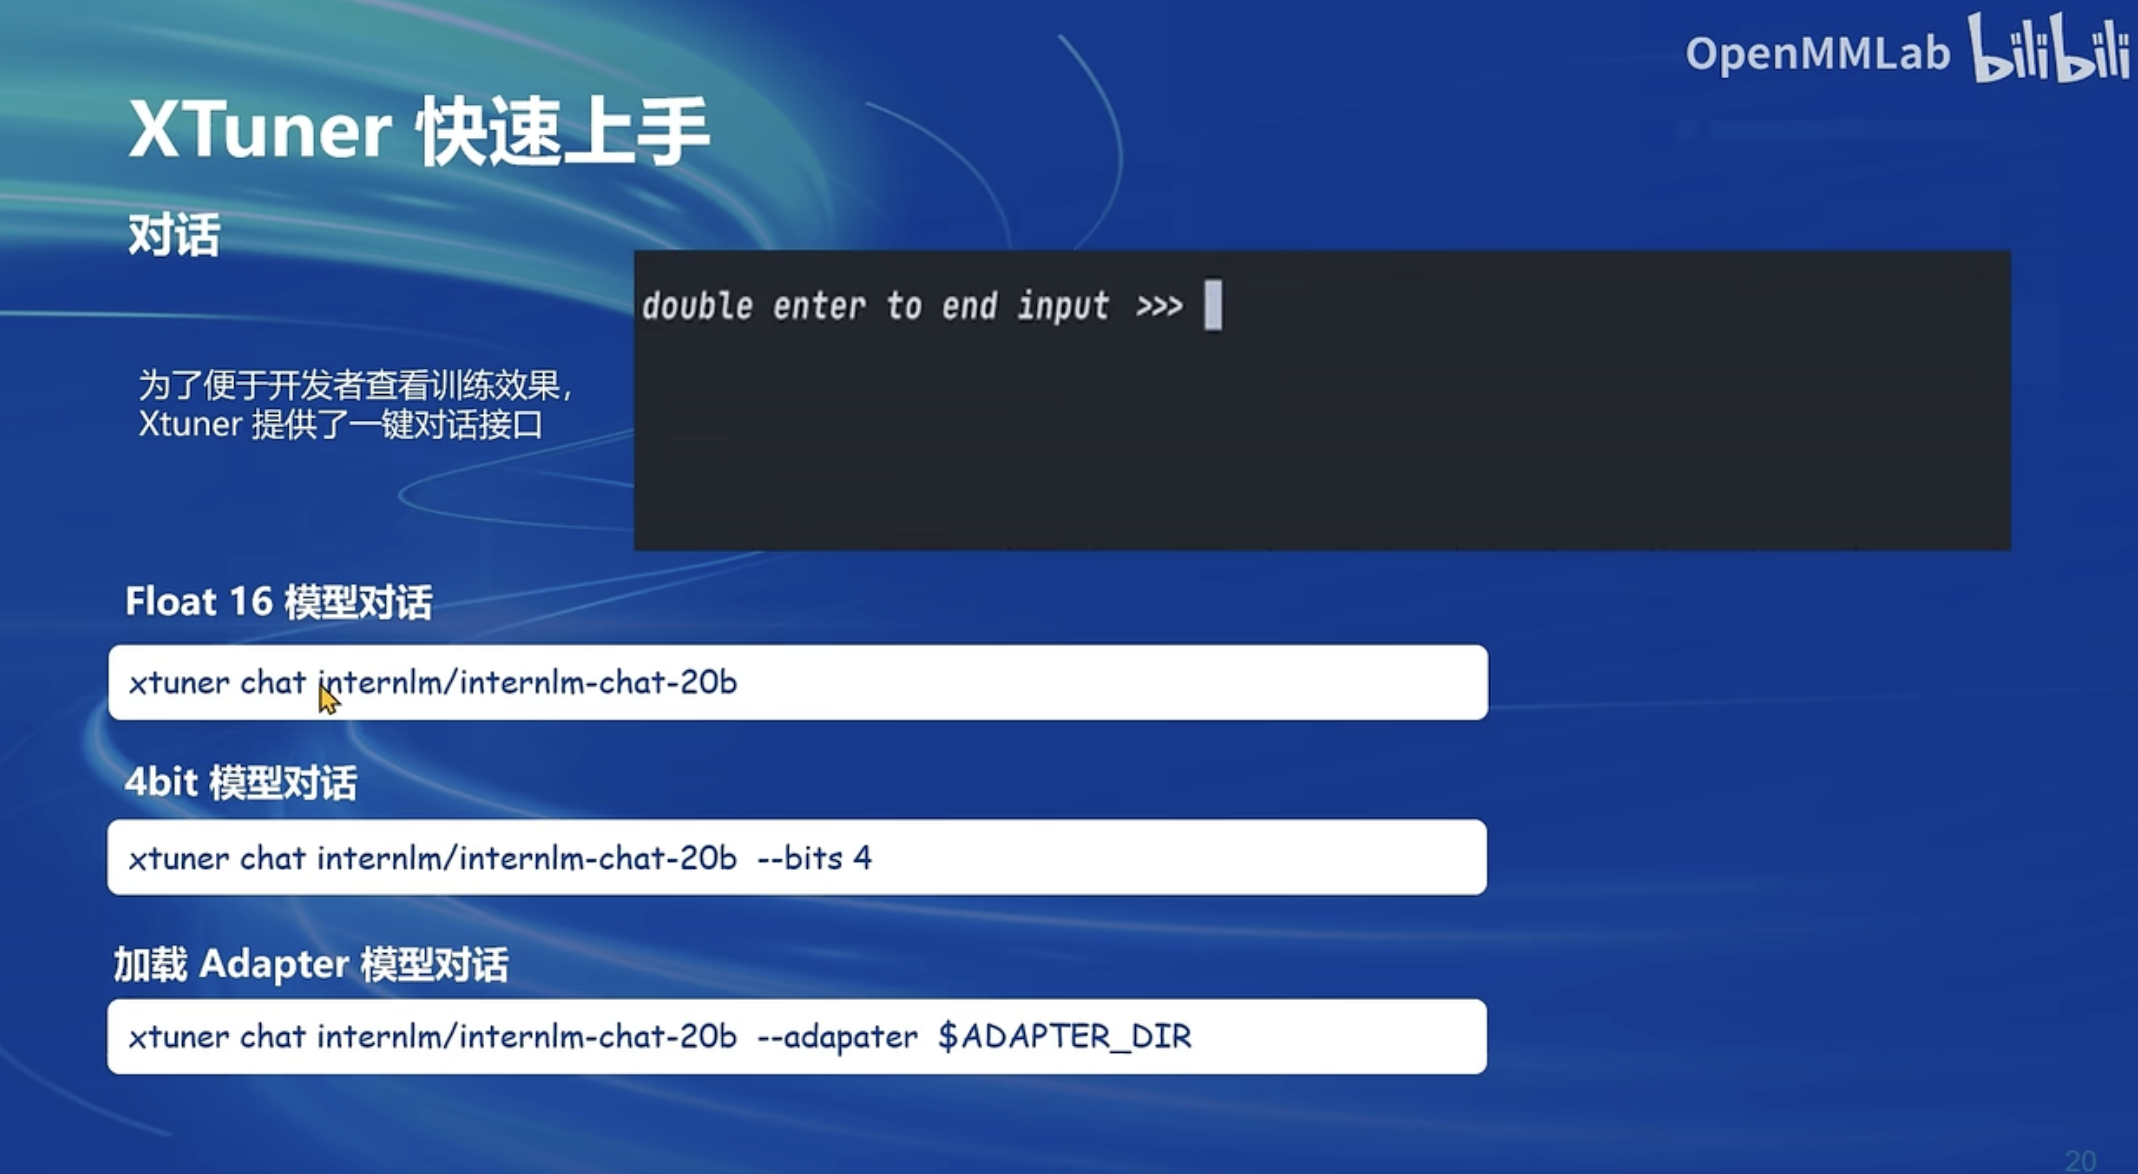 OpenMMLab bilibili
XTuner 快速上手
对话
double enter to end input >>>
为了便于开发者查看训练效果，
Xtuner 提供了一键对话接口
Float 16 模型对话
xtuner chat internlm/internlm-chat-20b
4bit 模型对话
xtuner chat internlm/internlm-chat-20b --bits 4
加载 Adapter 模型对话
xtuner chat internlm/internlm-chat-20b --adapater $ADAPTER_DIR
20